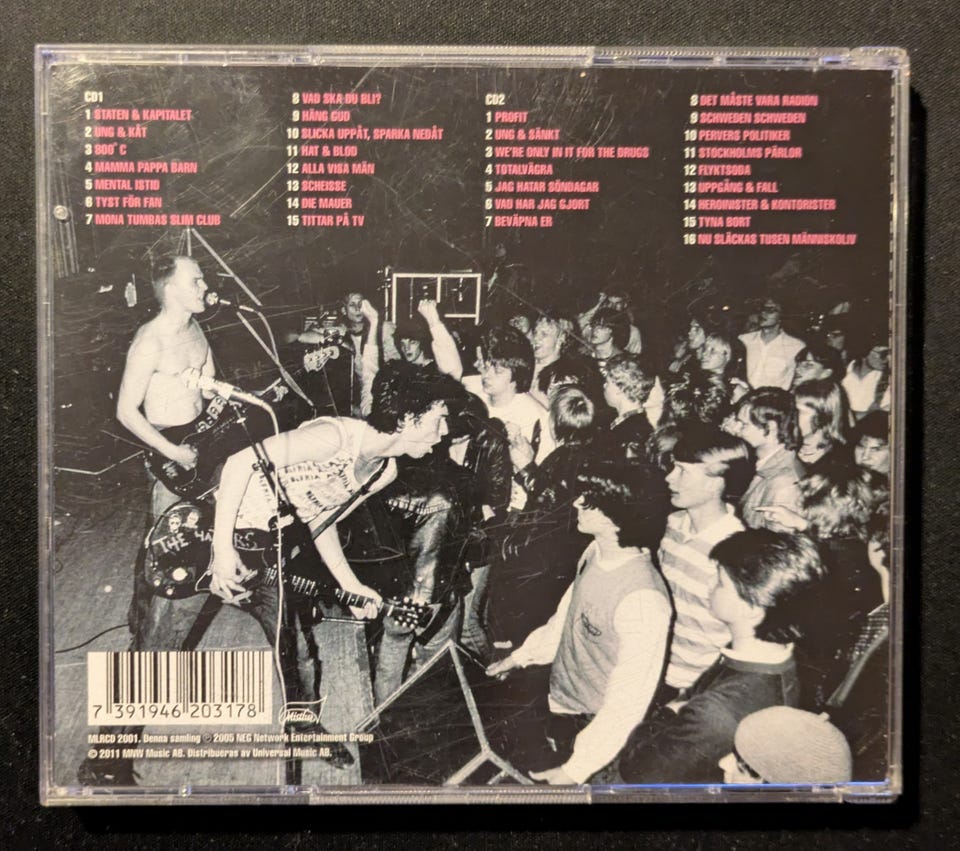 CD1
1 STATEN & KAPITALET
2 UNG & KÅT
3 800° C
4 MAMMA PAPPA BARN
5 MENTAL ISTID
6 TYST FÖR FAN
7 MONA TUMBAS SLIM CLUB
8 VAD SKA DU BLI?
9 HÄNG GUD
10 SLICKA UPPÅT, SPARKA NEDÅT
11 HAT & BLOD
12 ALLA VISA MÄN
13 SCHEISSE
14 DIE MAUER
15 TITTAR PÅ TV
CD2
1 PROFIT
2 UNG & SÄNKT
3 WE'RE ONLY IN IT FOR THE DRUGS
4 TOTALVÄGRA
5 JAG HATAR SÖNDAGAR
6 VAD HAR JAG GJORT
7 BEVÄPNA ER
8 DET MÅSTE VARA RADION
9 SCHWEDEN SCHWEDEN
10 PERVERS POLITIKER
11 STOCKHOLMS PÄRLOR
12 FLYKTSODA
13 UPPGÅNG & FALL
14 HEROINISTER & KONTORISTER
15 TYNA BORT
16 NU SLÄCKAS TUSEN MÄNNISKOLIV
THE
7 391946 203178
Mistlur
MLRCD 2001. Denna samling ℗ 2005 NEG Network Entertainment Group
© 2011 MNW Music AB. Distribueras av Universal Music AB.